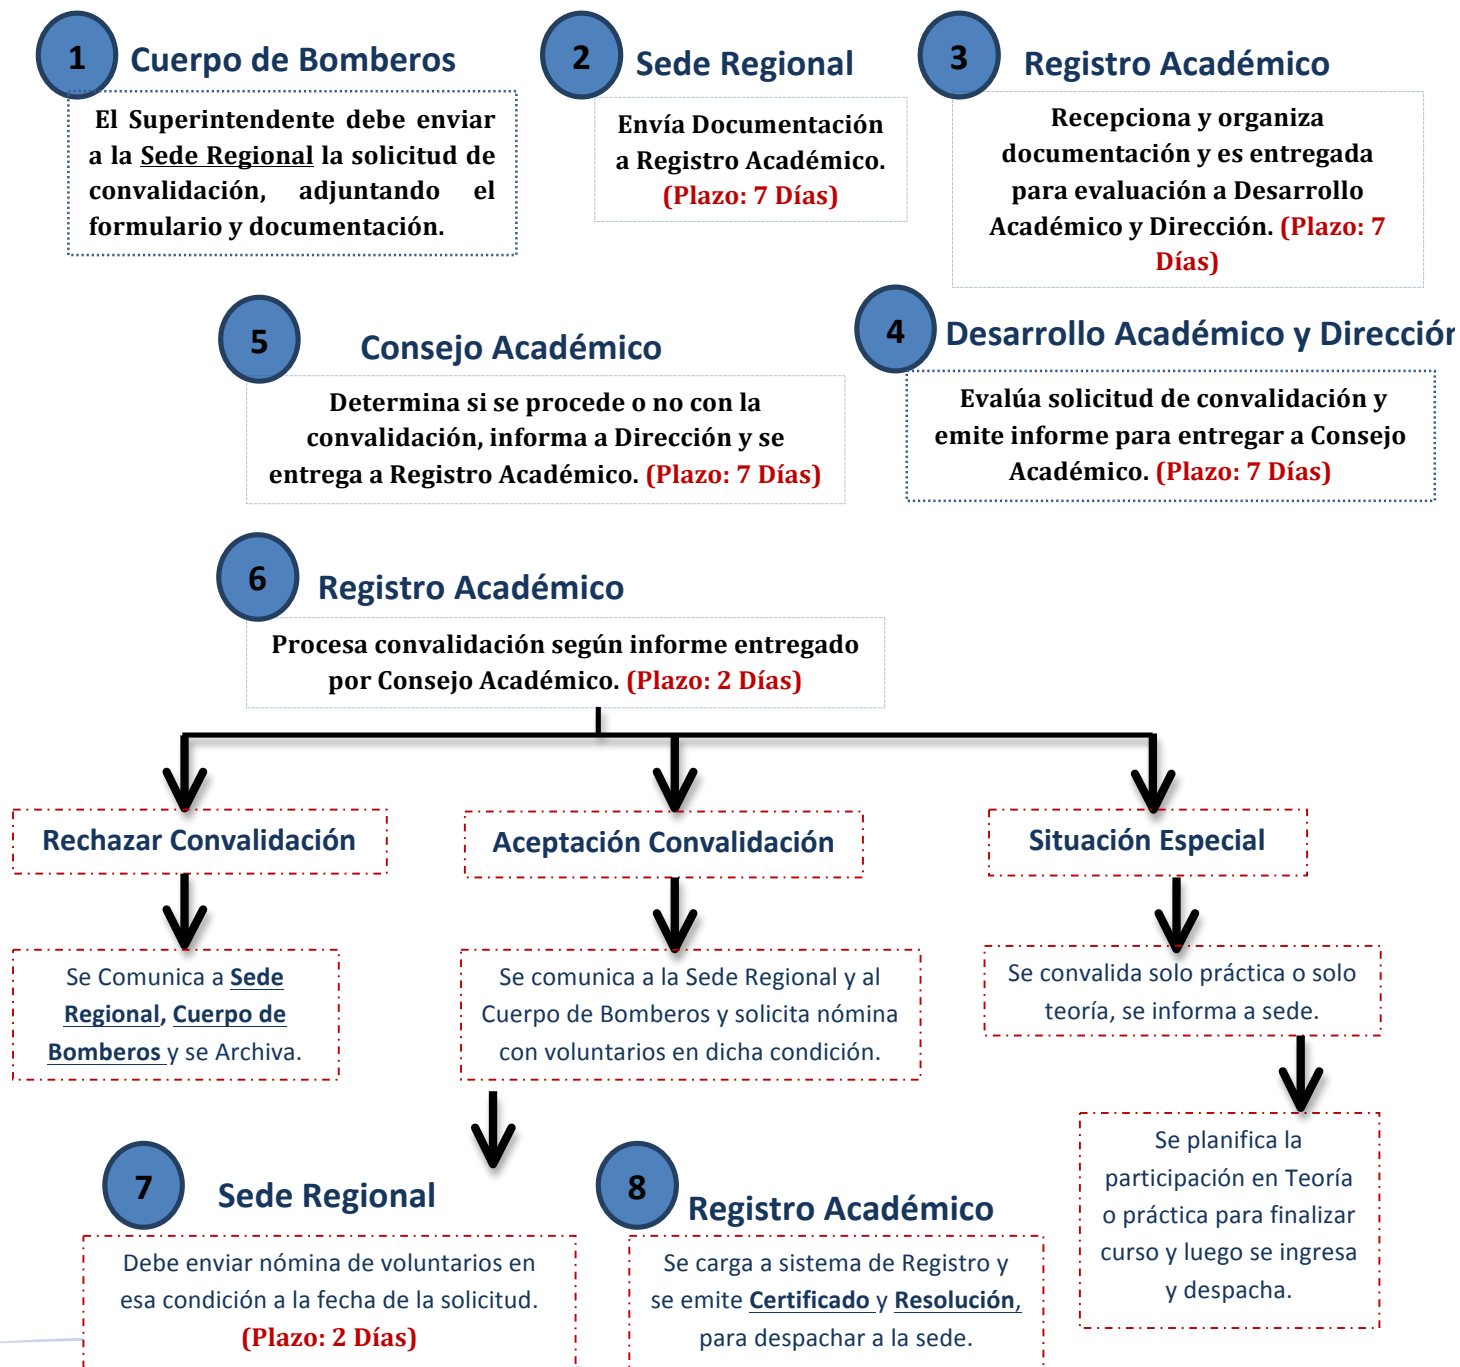 1
Cuerpo de Bomberos
El Superintendente debe enviar
a la Sede Regional la solicitud de
convalidación, adjuntando el
formulario y documentación.
2
Sede Regional
Envía Documentación
a Registro Académico.
(Plazo: 7 Días)
3
Registro Académico
Recepciona y organiza
documentación y es entregada
para evaluación a Desarrollo
Académico y Dirección. (Plazo: 7
Días)
4
Desarrollo Académico y Dirección
Evalúa solicitud de convalidación y
emite informe para entregar a Consejo
Académico. (Plazo: 7 Días)
5
Consejo Académico
Determina si se procede o no con la
convalidación, informa a Dirección y se
entrega a Registro Académico. (Plazo: 7 Días)
6
Registro Académico
Procesa convalidación según informe entregado
por Consejo Académico. (Plazo: 2 Días)
Rechazar Convalidación
Se Comunica a Sede
Regional, Cuerpo de
Bomberos y se Archiva.
Aceptación Convalidación
Se comunica a la Sede Regional y al
Cuerpo de Bomberos y solicita nómina
con voluntarios en dicha condición.
Situación Especial
Se convalida solo práctica o solo
teoría, se informa a sede.
Se planifica la
participación en Teoría
o práctica para finalizar
curso y luego se ingresa
y despacha.
7
Sede Regional
Debe enviar nómina de voluntarios en
esa condición a la fecha de la solicitud.
(Plazo: 2 Días)
8
Registro Académico
Se carga a sistema de Registro y
se emite Certificado y Resolución,
para despachar a la sede.